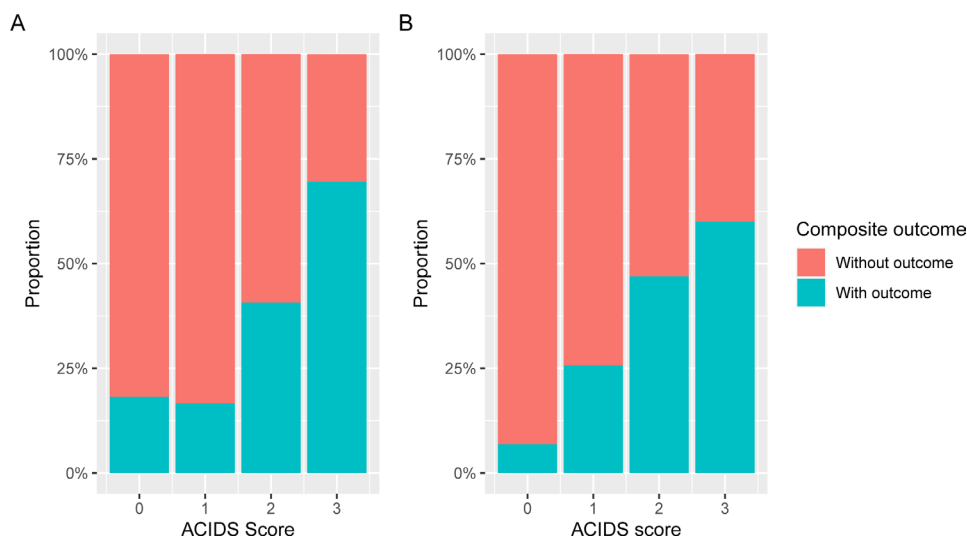 A
100%
75%
50%
25%
0%
Proportion
0 1 2 3
ACIDS Score
B
100%
75%
50%
25%
0%
Proportion
0 1 2 3
ACIDS score
Composite outcome
Without outcome
With outcome